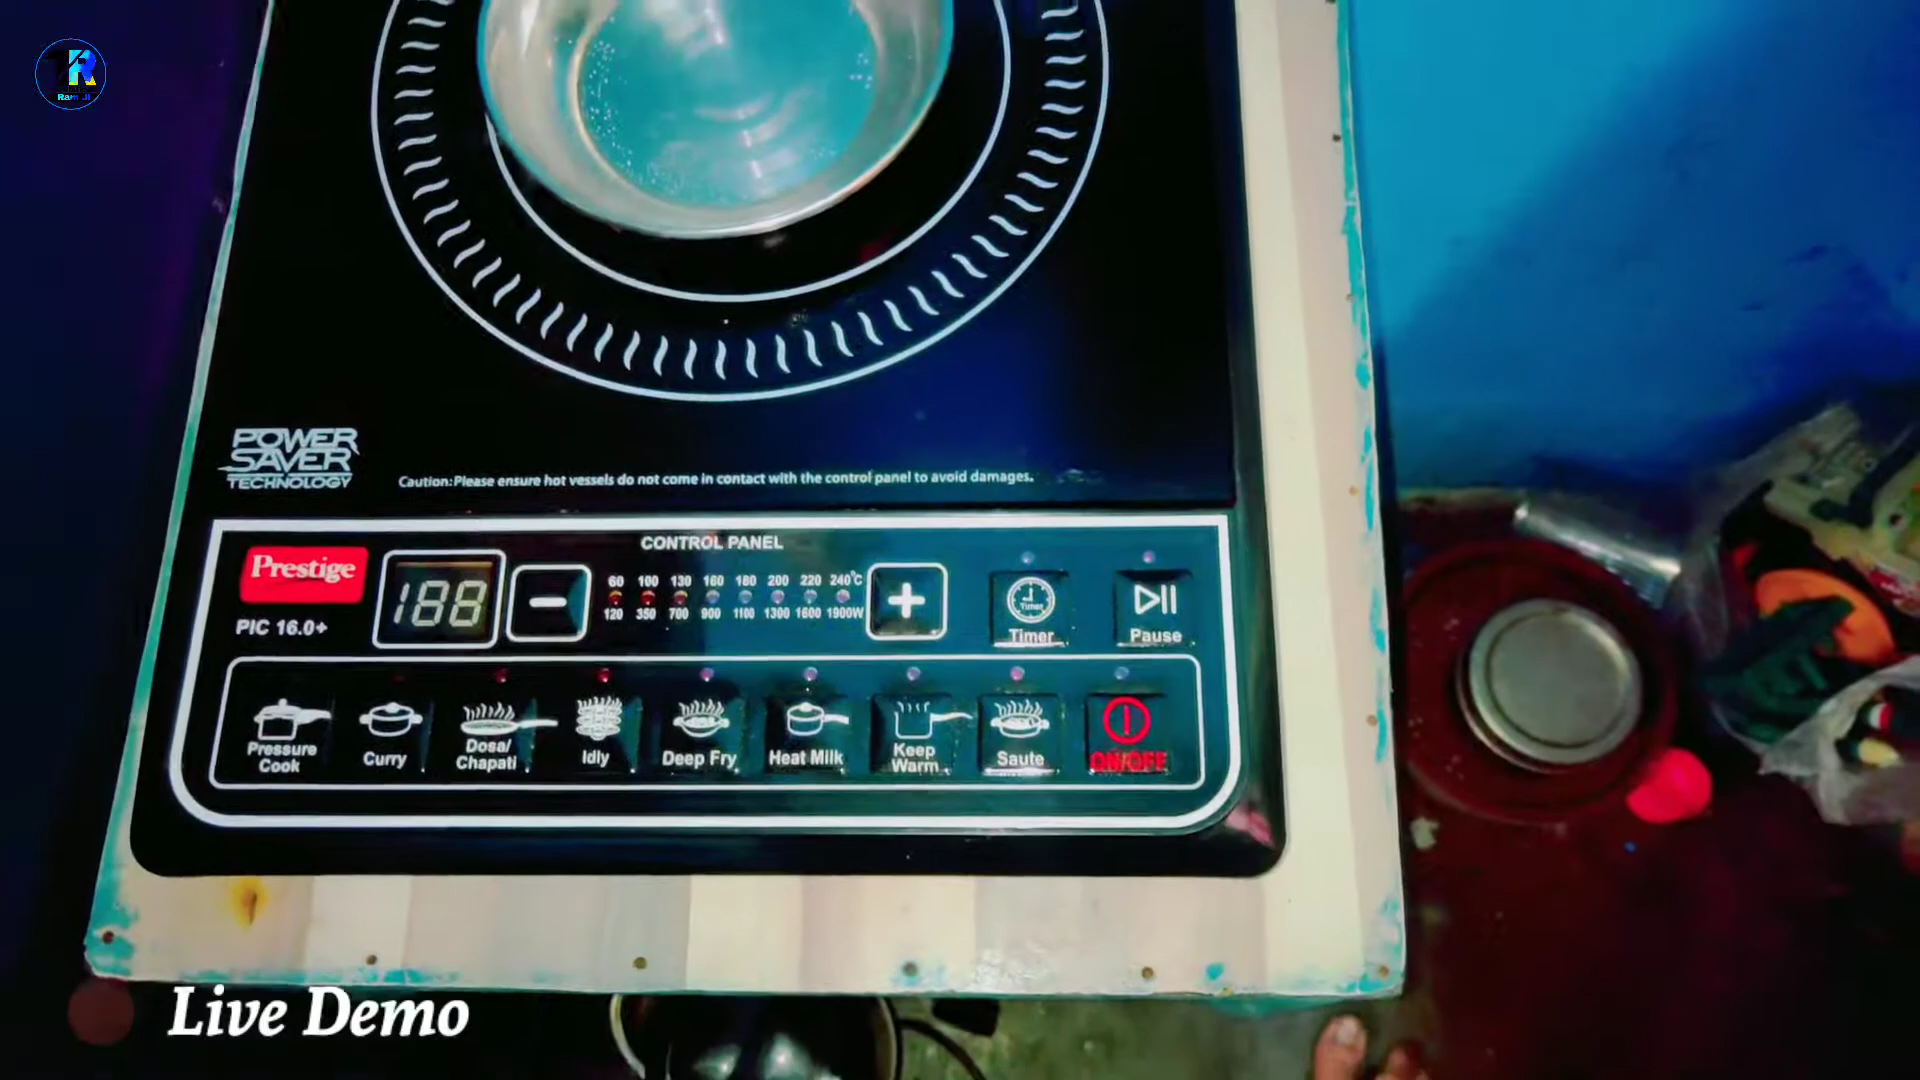 R
Ram Ji
POWER
SAVER
TECHNOLOGY
Caution:Please ensure hot vessels do not come in contact with the control panel to avoid damages.
CONTROL PANEL
Prestige
PIC 16.0+
188
−
60 100 130 160 180 200 220 240°C
120 350 700 900 1100 1300 1600 1900W
+
Timer
Timer
Pause
Pressure
Cook
Curry
Dosa/
Chapati
Idly
Deep Fry
Heat Milk
Keep
Warm
Saute
ON/OFF
Live Demo